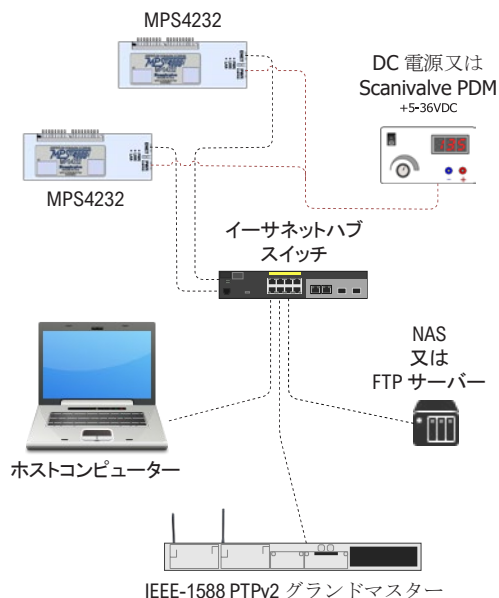 MPS4232
DC 電源又は
Scanivalve PDM
+5-36VDC
MPS4232
イーサネットハブ
スイッチ
NAS
又は
FTP サーバー
ホストコンピューター
IEEE-1588 PTPv2 グランドマスター